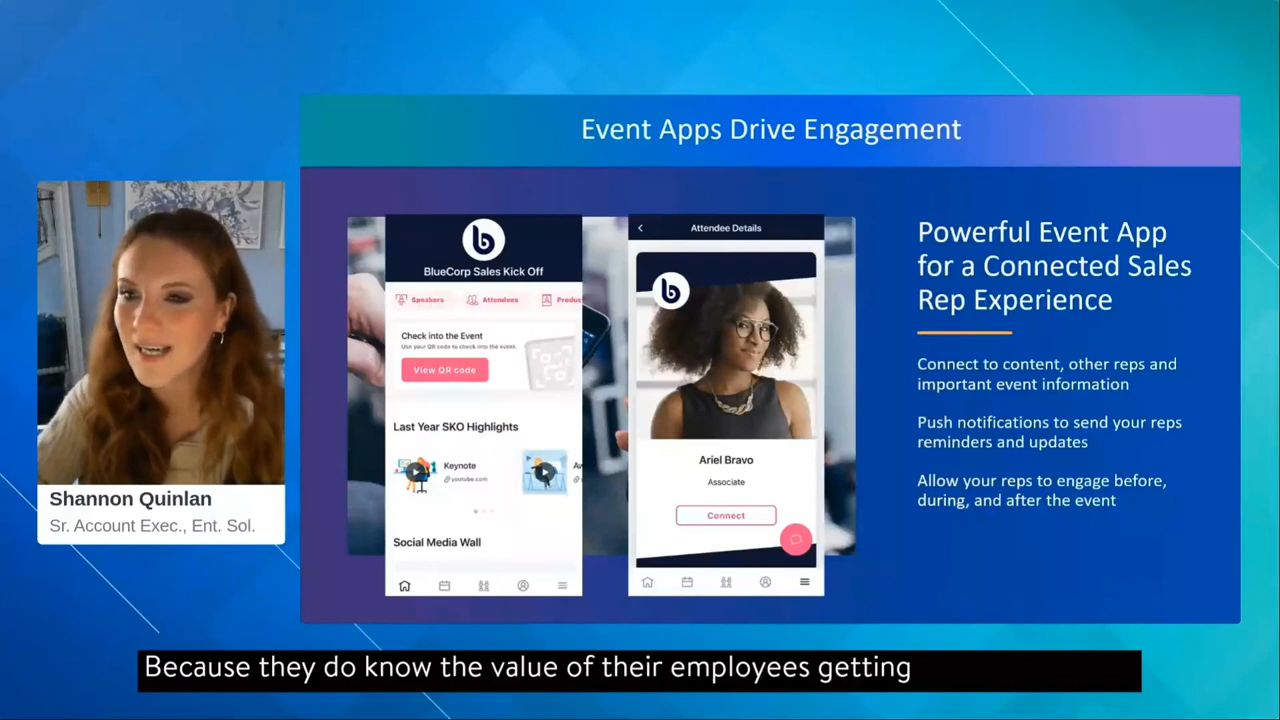 Event Apps Drive Engagement
BlueCorp Sales Kick Off
Speakers
Attendees
Produc
Check into the Event
Use your QR code to check into the event.
View QR code
Last Year SKO Highlights
Keynote
youtube.com
Social Media Wall
Attendee Details
Ariel Bravo
Associate
Connect
Powerful Event App
for a Connected Sales
Rep Experience
Connect to content, other reps and
important event information
Push notifications to send your reps
reminders and updates
Allow your reps to engage before,
during, and after the event
Shannon Quinlan
Sr. Account Exec., Ent. Sol.
Because they do know the value of their employees getting